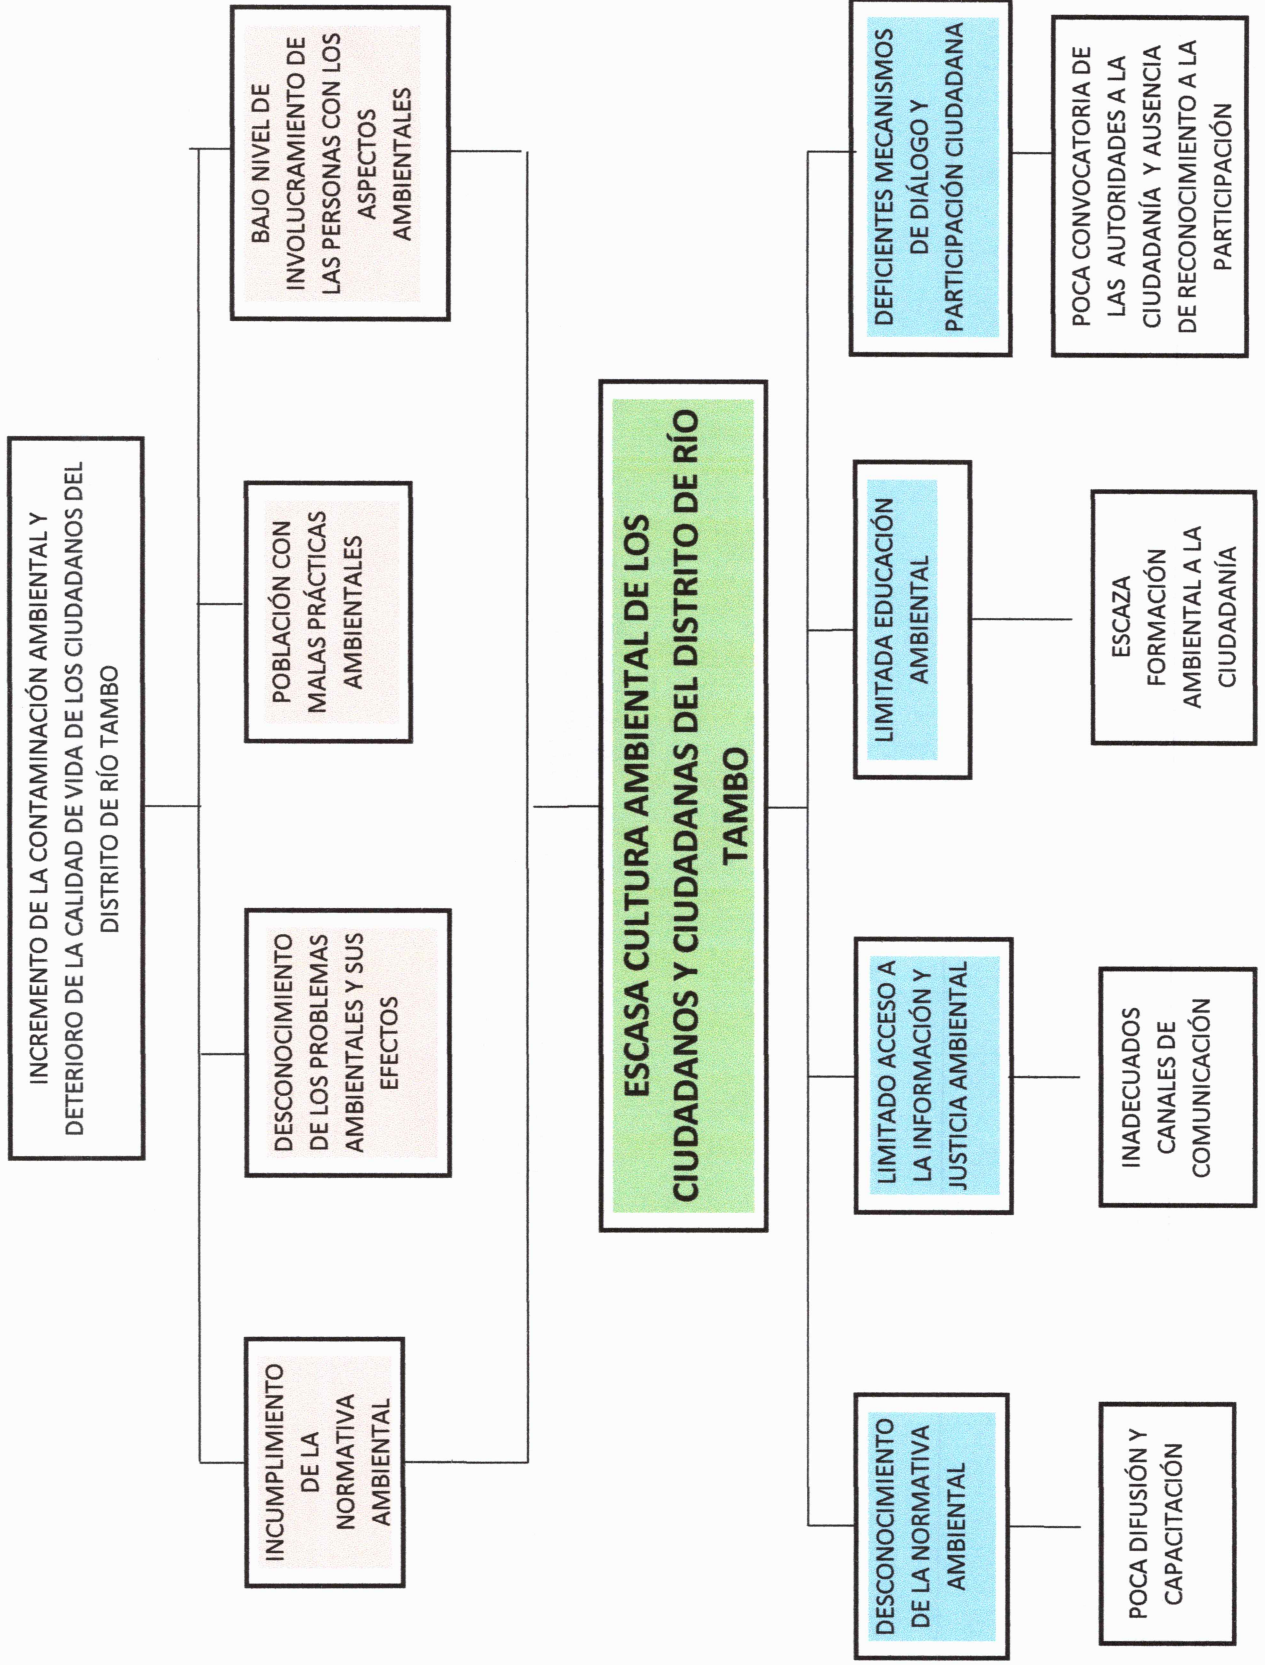 INCREMENTO DE LA CONTAMINACIÓN AMBIENTAL Y
DETERIORO DE LA CALIDAD DE VIDA DE LOS CIUDADANOS DEL
DISTRITO DE RÍO TAMBO
INCUMPLIMIENTO
DE LA
NORMATIVA
AMBIENTAL
DESCONOCIMIENTO
DE LOS PROBLEMAS
AMBIENTALES Y SUS
EFECTOS
POBLACIÓN CON
MALAS PRÁCTICAS
AMBIENTALES
BAJO NIVEL DE
INVOLUCRAMIENTO DE
LAS PERSONAS CON LOS
ASPECTOS
AMBIENTALES
ESCASA CULTURA AMBIENTAL DE LOS
CIUDADANOS Y CIUDADANAS DEL DISTRITO DE RÍO
TAMBO
DESCONOCIMIENTO
DE LA NORMATIVA
AMBIENTAL
LIMITADO ACCESO A
LA INFORMACIÓN Y
JUSTICIA AMBIENTAL
LIMITADA EDUCACIÓN
AMBIENTAL
DEFICIENTES MECANISMOS
DE DIÁLOGO Y
PARTICIPACIÓN CIUDADANA
POCA DIFUSIÓN Y
CAPACITACIÓN
INADECUADOS
CANALES DE
COMUNICACIÓN
ESCAZA
FORMACIÓN
AMBIENTAL A LA
CIUDADANÍA
POCA CONVOCATORIA DE
LAS AUTORIDADES A LA
CIUDADANÍA Y AUSENCIA
DE RECONOCIMIENTO A LA
PARTICIPACIÓN